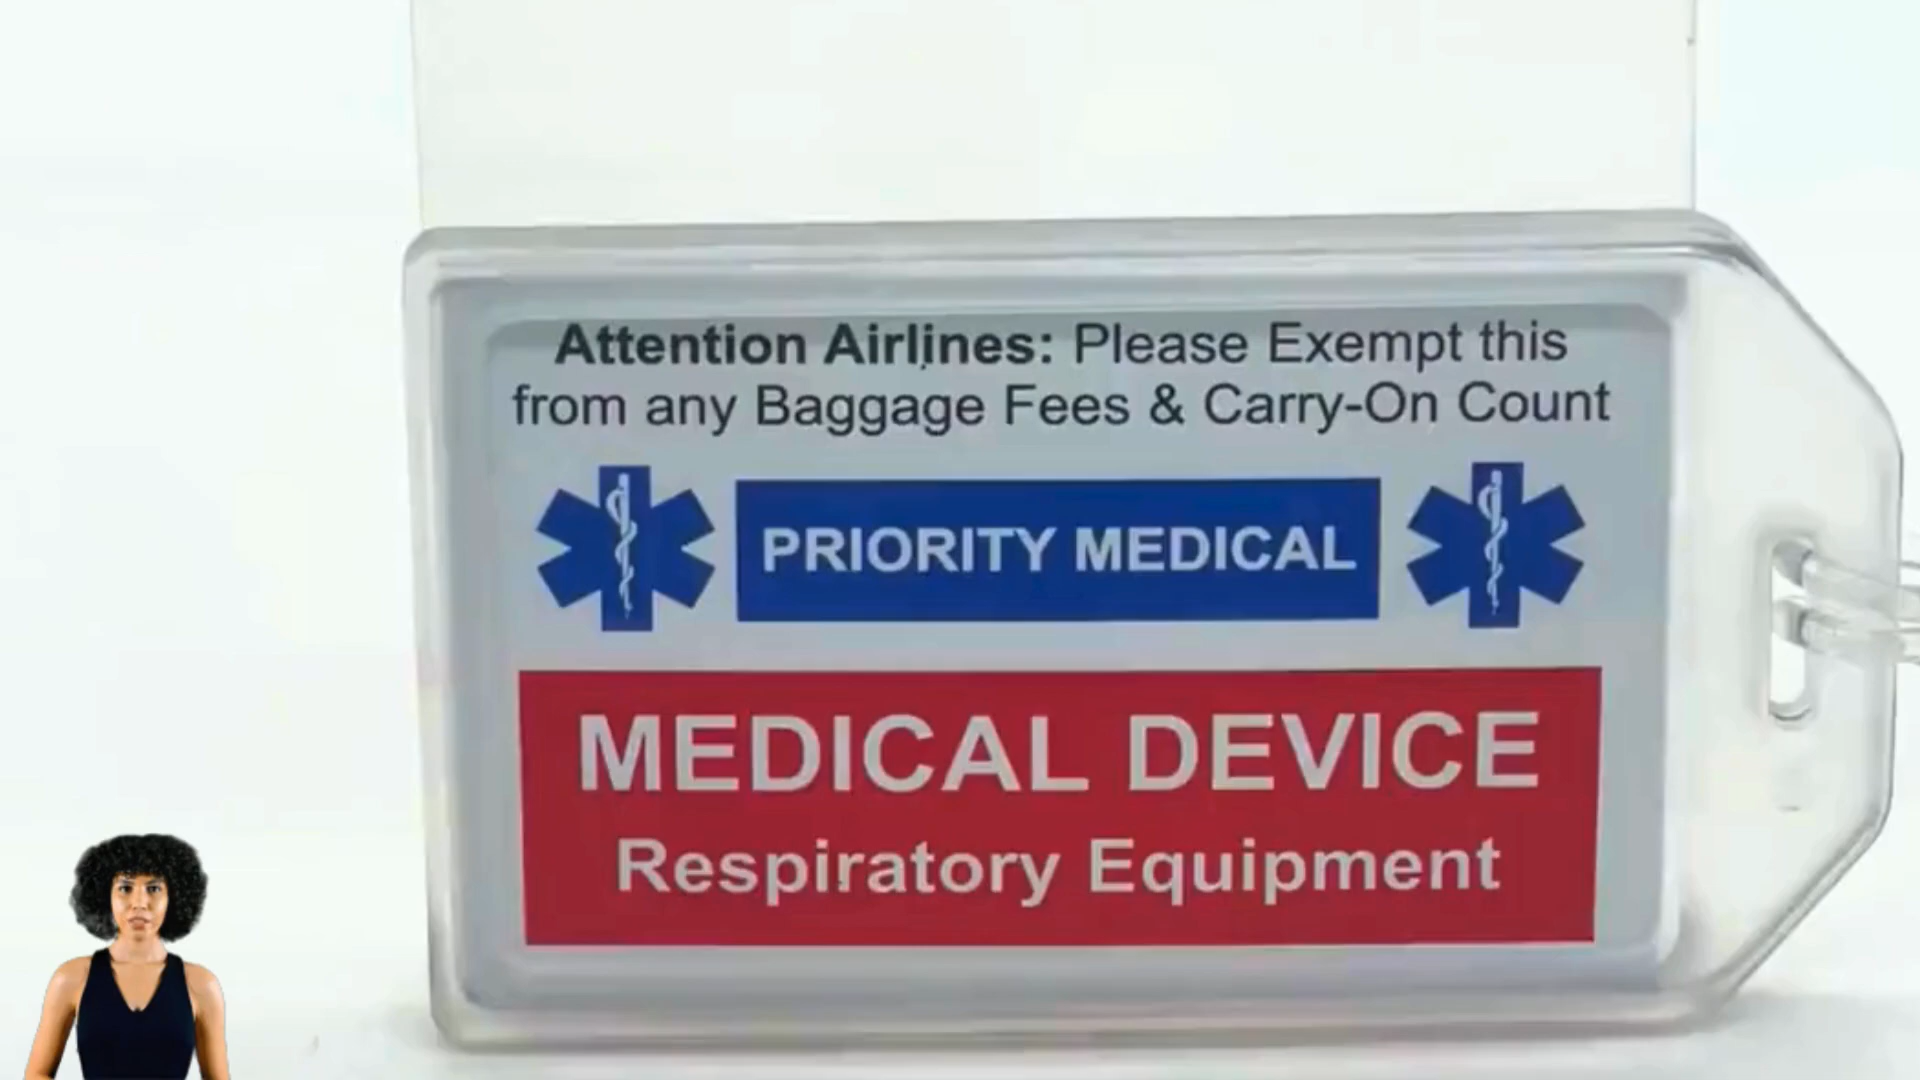 Attention Airlines: Please Exempt this
from any Baggage Fees & Carry-On Count
PRIORITY MEDICAL
MEDICAL DEVICE
Respiratory Equipment